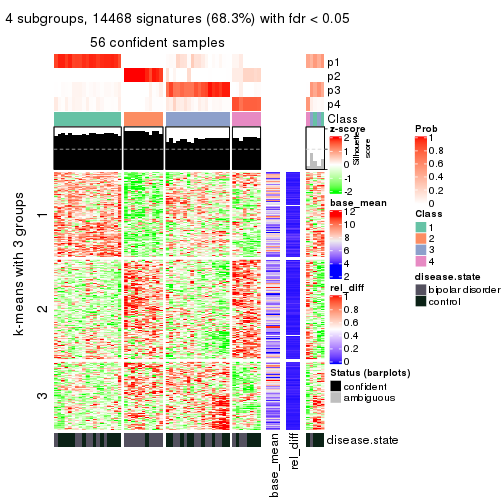 4 subgroups, 14468 signatures (68.3%) with fdr < 0.05
56 confident samples
p1
p2
p3
p4
Class
Silhouette
score
k-means with 3 groups
1
2
3
disease.state
base_mean
rel_diff
z-score
2
1
0
-1
-2
base_mean
12
10
8
6
4
2
rel_diff
1
0.8
0.6
0.4
0.2
0
Status (barplots)
confident
ambiguous
Prob
1
0.8
0.6
0.4
0.2
0
Class
1
2
3
4
disease.state
bipolar disorder
control